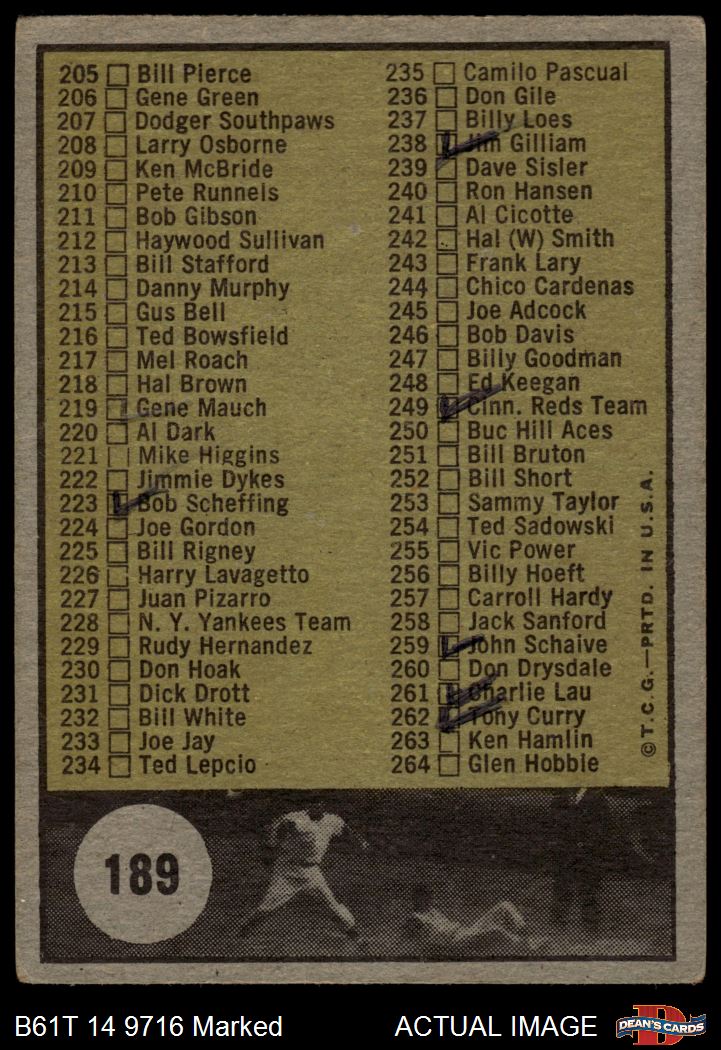 205 Bill Pierce
206 Gene Green
207 Dodger Southpaws
208 Larry Osborne
209 Ken McBride
210 Pete Runnels
211 Bob Gibson
212 Haywood Sullivan
213 Bill Stafford
214 Danny Murphy
215 Gus Bell
216 Ted Bowsfield
217 Mel Roach
218 Hal Brown
219 Gene Mauch
220 Al Dark
221 Mike Higgins
222 Jimmie Dykes
223 Bob Scheffing
224 Joe Gordon
225 Bill Rigney
226 Harry Lavagetto
227 Juan Pizarro
228 N. Y. Yankees Team
229 Rudy Hernandez
230 Don Hoak
231 Dick Drott
232 Bill White
233 Joe Jay
234 Ted Lepcio
235 Camilo Pascual
236 Don Gile
237 Billy Loes
238 Jim Gilliam
239 Dave Sisler
240 Ron Hansen
241 Al Cicotte
242 Hal (W) Smith
243 Frank Lary
244 Chico Cardenas
245 Joe Adcock
246 Bob Davis
247 Billy Goodman
248 Ed Keegan
249 Cinn. Reds Team
250 Buc Hill Aces
251 Bill Bruton
252 Bill Short
253 Sammy Taylor
254 Ted Sadowski
255 Vic Power
256 Billy Hoeft
257 Carroll Hardy
258 Jack Sanford
259 John Schaive
260 Don Drysdale
261 Charlie Lau
262 Tony Curry
263 Ken Hamlin
264 Glen Hobbie
© T.C.G.—PRTD. IN U.S.A.
189
B61T 14 9716 Marked
ACTUAL IMAGE
D
DEAN'S CARDS